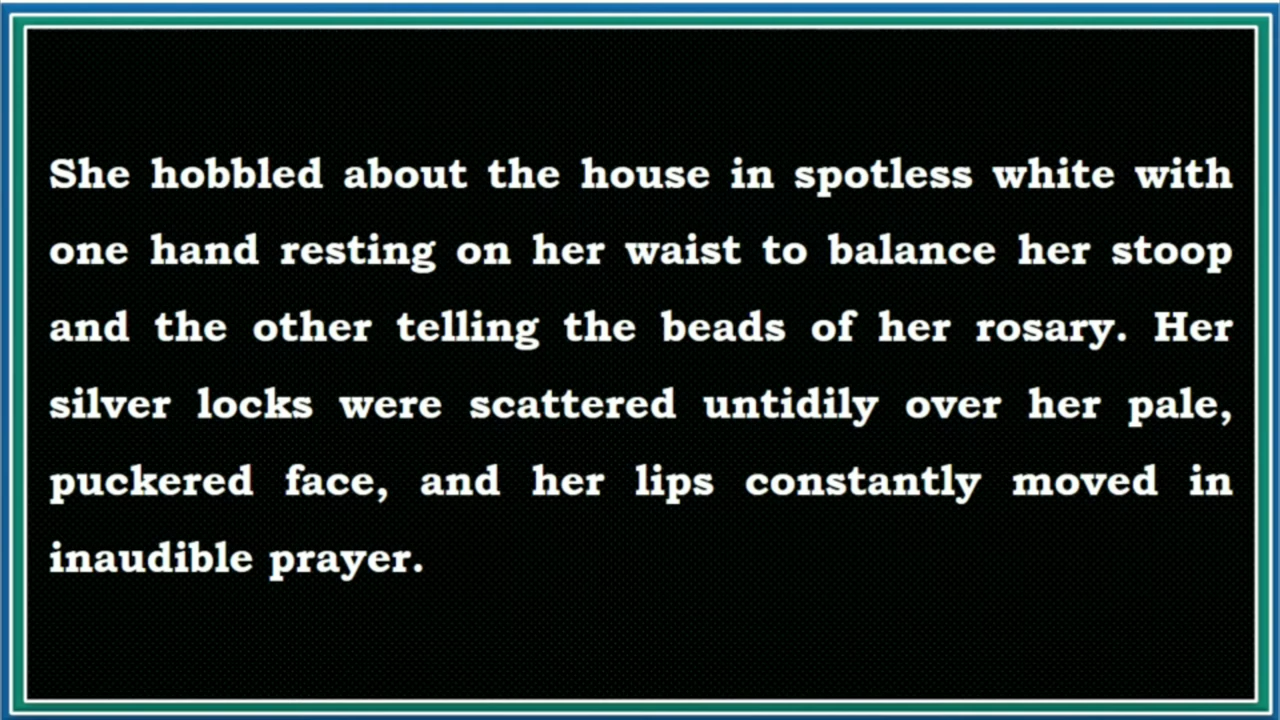 She hobbled about the house in spotless white with
one hand resting on her waist to balance her stoop
and the other telling the beads of her rosary. Her
silver locks were scattered untidily over her pale,
puckered face, and her lips constantly moved in
inaudible prayer.